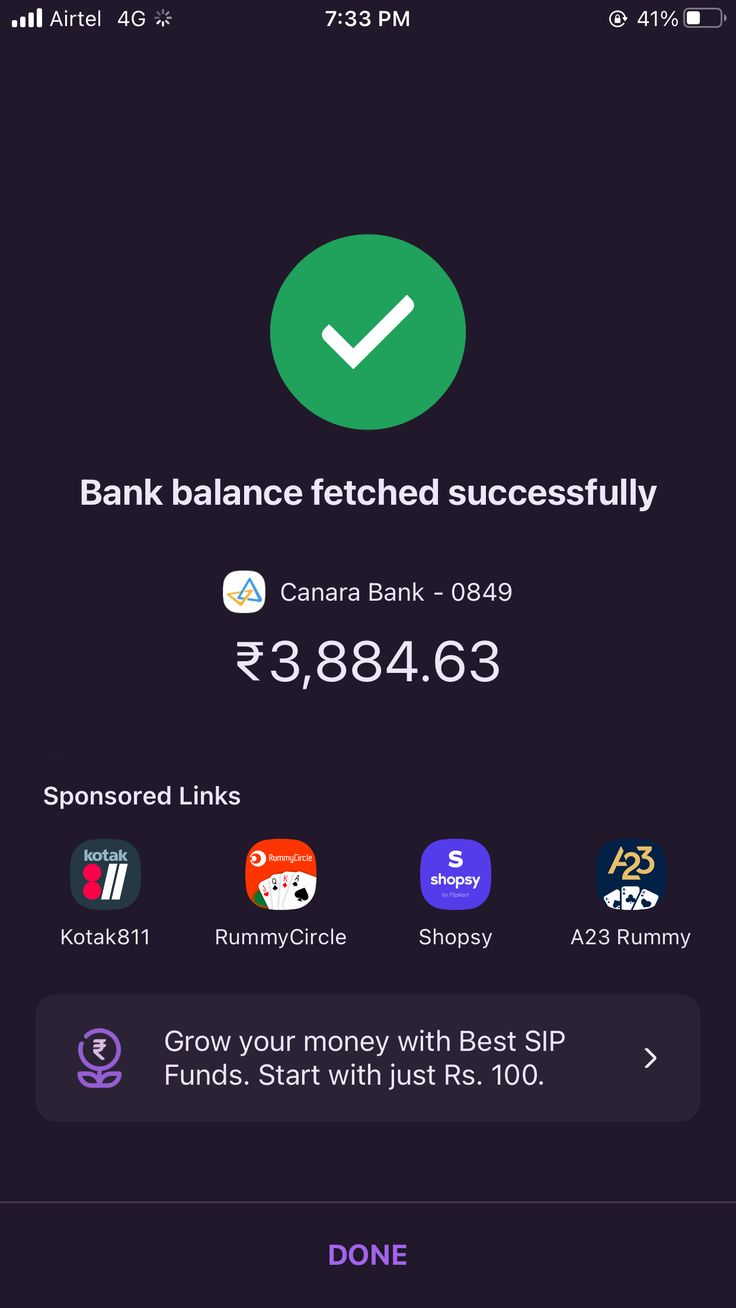 Airtel 4G 7:33 PM 41%
Bank balance fetched successfully
Canara Bank - 0849
₹3,884.63
Sponsored Links
kotak
811
RummyCircle
J Q K A
S
shopsy
by Flipkart
A23
Kotak811 RummyCircle Shopsy A23 Rummy
₹
Grow your money with Best SIP
Funds. Start with just Rs. 100.
DONE